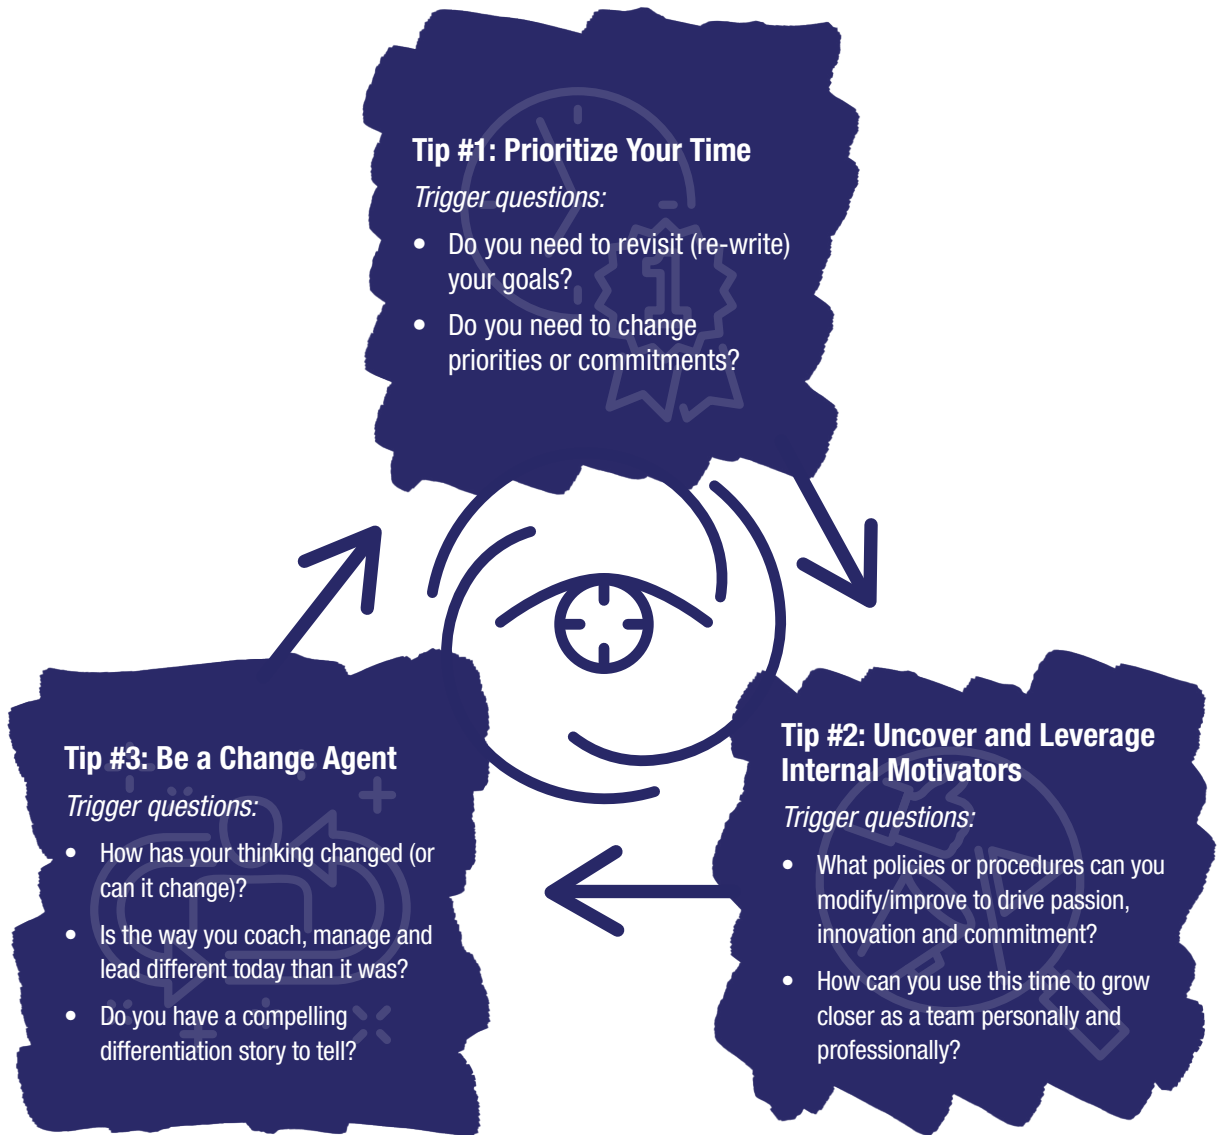 Tip #1: Prioritize Your Time
Trigger questions:
• Do you need to revisit (re-write)
your goals?
• Do you need to change
priorities or commitments?
1
Tip #2: Uncover and Leverage
Internal Motivators
Trigger questions:
• What policies or procedures can you
modify/improve to drive passion,
innovation and commitment?
• How can you use this time to grow
closer as a team personally and
professionally?
Tip #3: Be a Change Agent
Trigger questions:
• How has your thinking changed (or
can it change)?
• Is the way you coach, manage and
lead different today than it was?
• Do you have a compelling
differentiation story to tell?